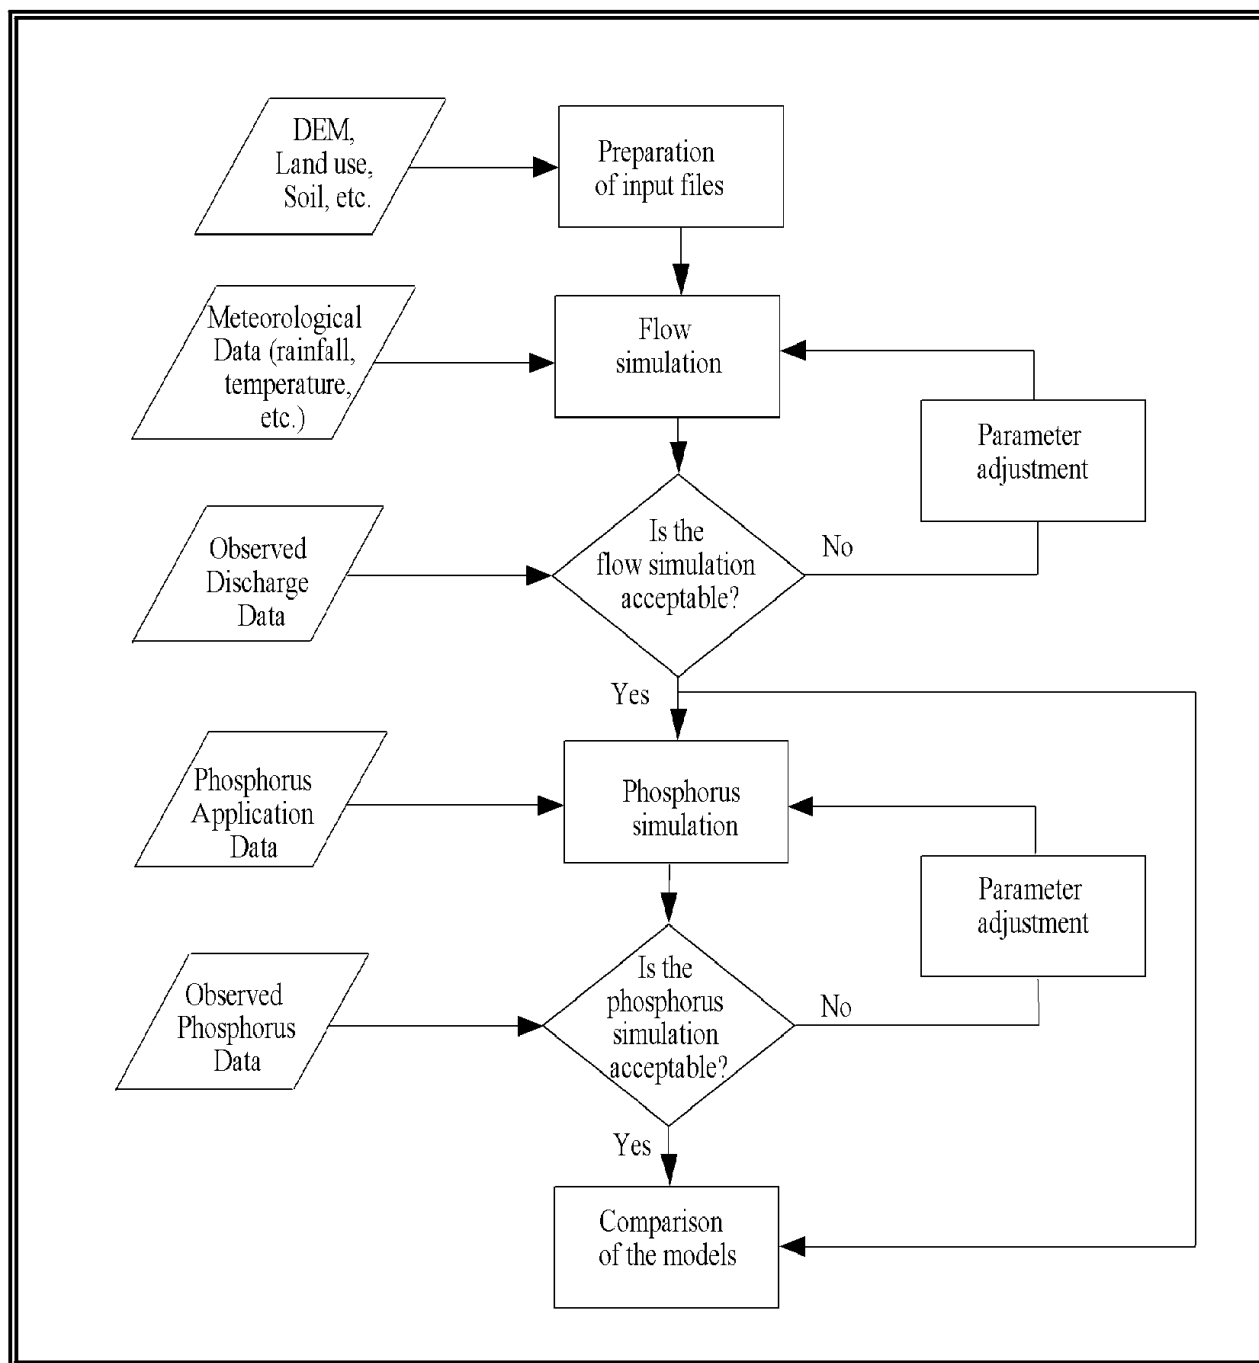 DEM,
Land use,
Soil, etc.
Preparation
of input files
Meteorological
Data (rainfall,
temperature,
etc.)
Flow
simulation
Parameter
adjustment
Observed
Discharge
Data
Is the
flow simulation
acceptable?
No
Yes
Phosphorus
Application
Data
Phosphorus
simulation
Parameter
adjustment
Observed
Phosphorus
Data
Is the
phosphorus
simulation
acceptable?
No
Yes
Comparison
of the models